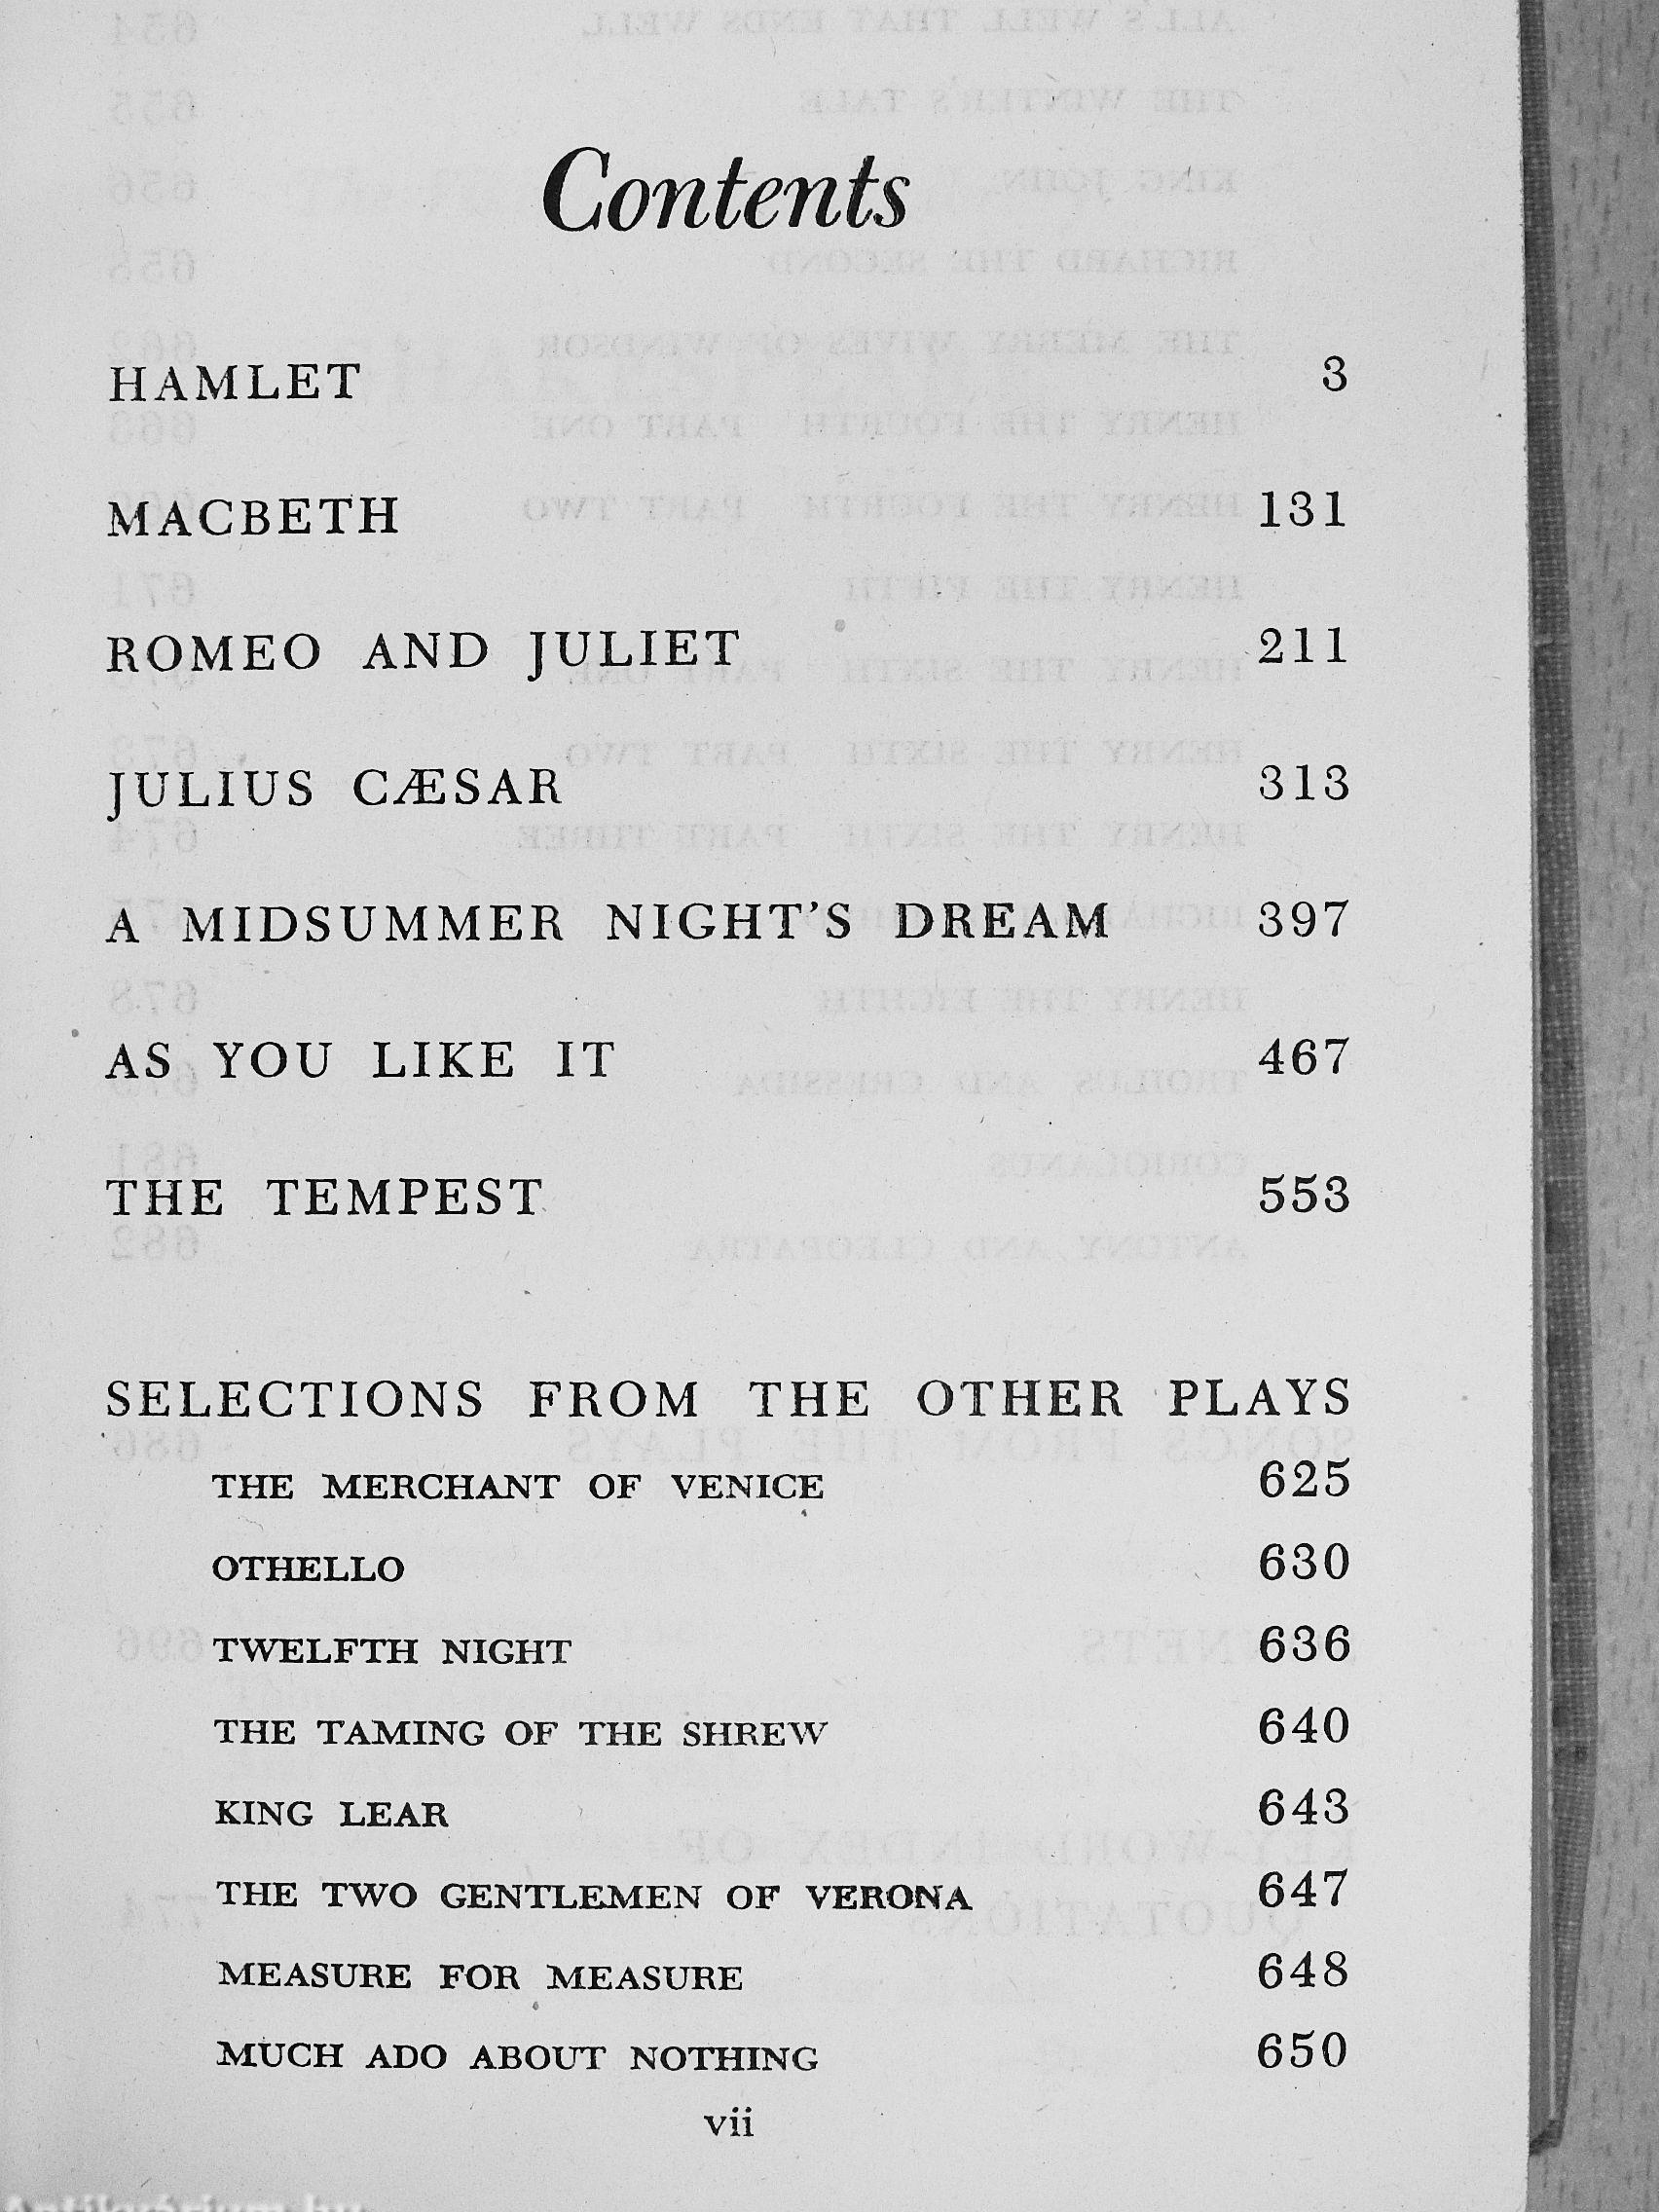 Contents
HAMLET 3
MACBETH 131
ROMEO AND JULIET 211
JULIUS CÆSAR 313
A MIDSUMMER NIGHT'S DREAM 397
AS YOU LIKE IT 467
THE TEMPEST 553
SELECTIONS FROM THE OTHER PLAYS
THE MERCHANT OF VENICE 625
OTHELLO 630
TWELFTH NIGHT 636
THE TAMING OF THE SHREW 640
KING LEAR 643
THE TWO GENTLEMEN OF VERONA 647
MEASURE FOR MEASURE 648
MUCH ADO ABOUT NOTHING 650
vii